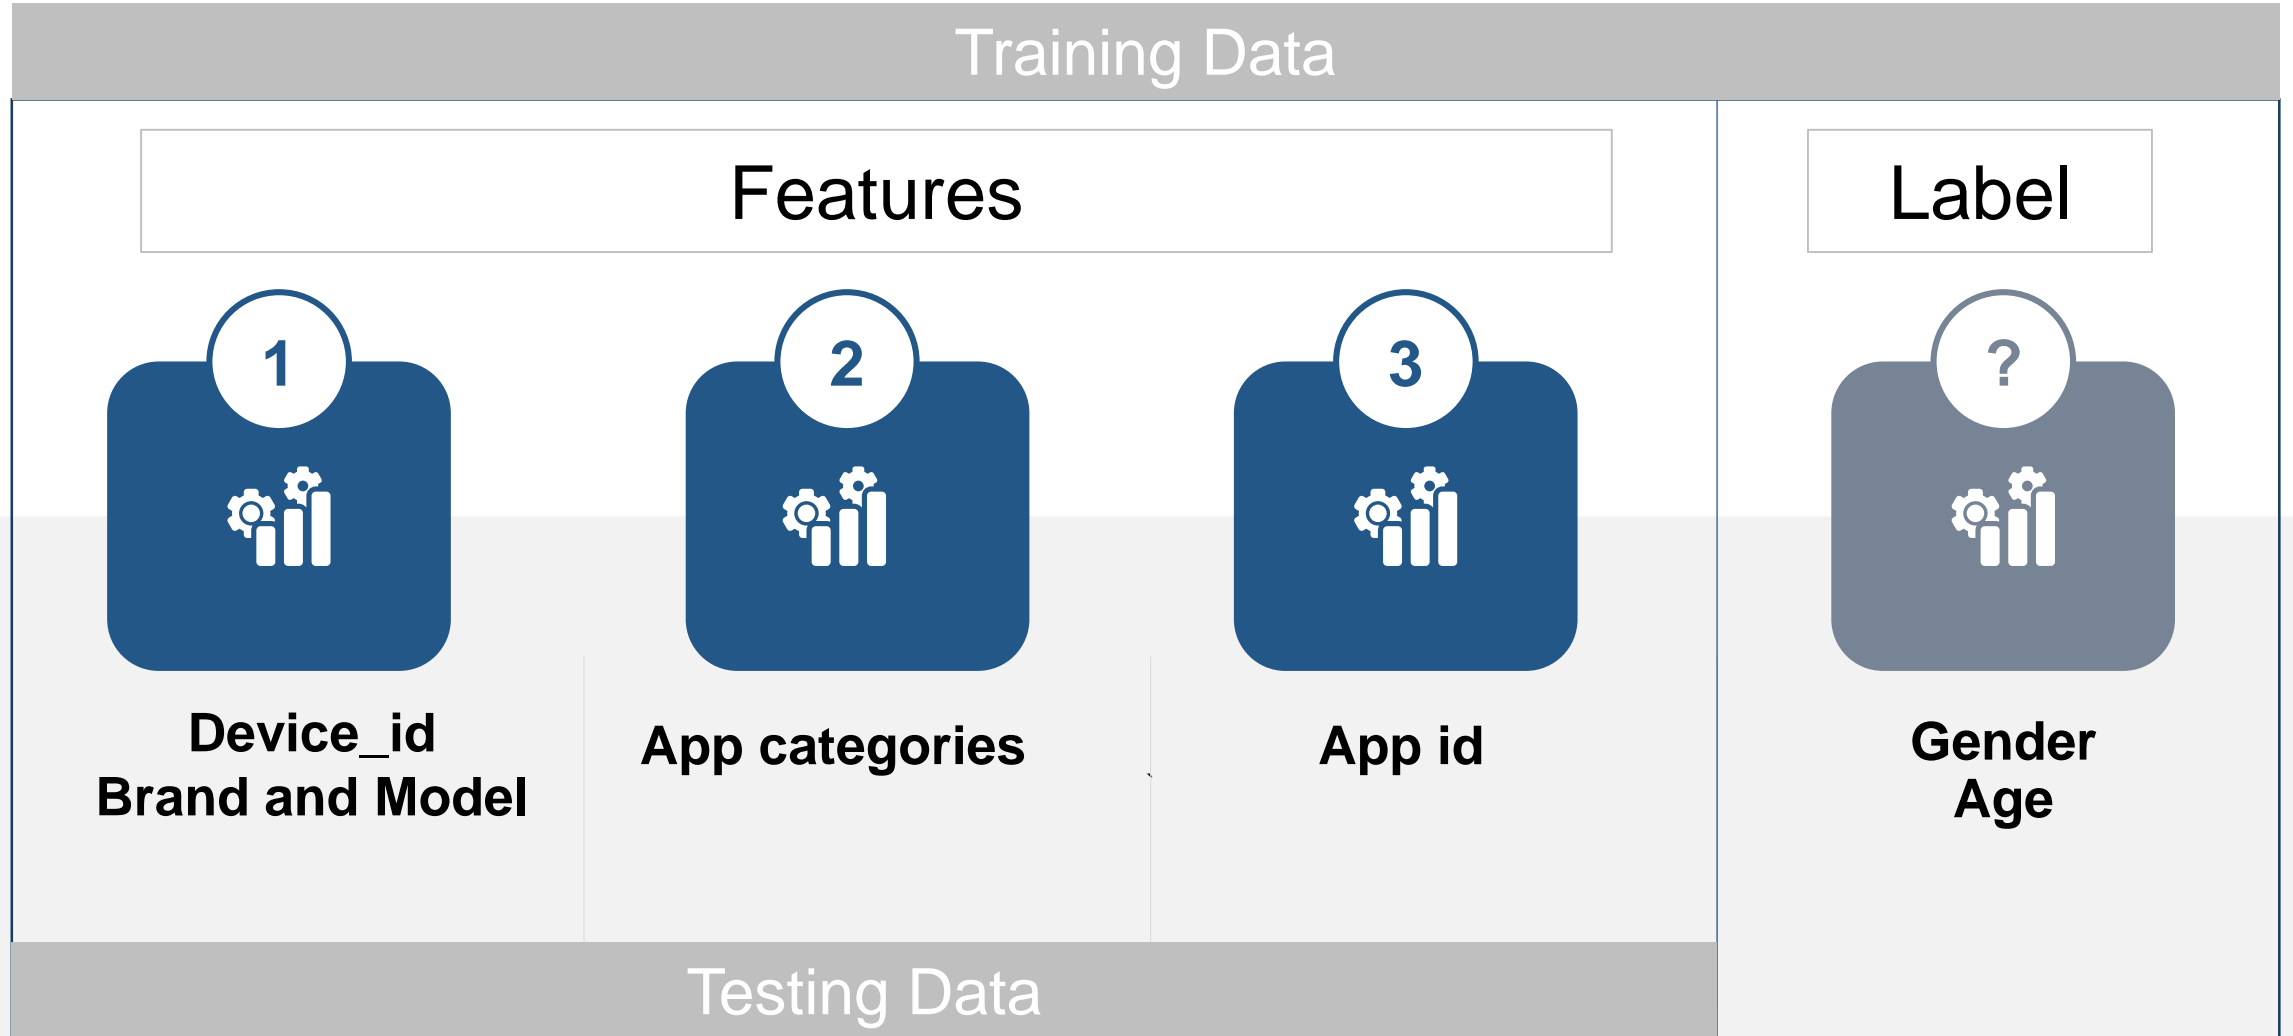 Training Data
Features
Label
1
2
3
?
Device_id
Brand and Model
App categories
`
App id
Gender
Age
Testing Data